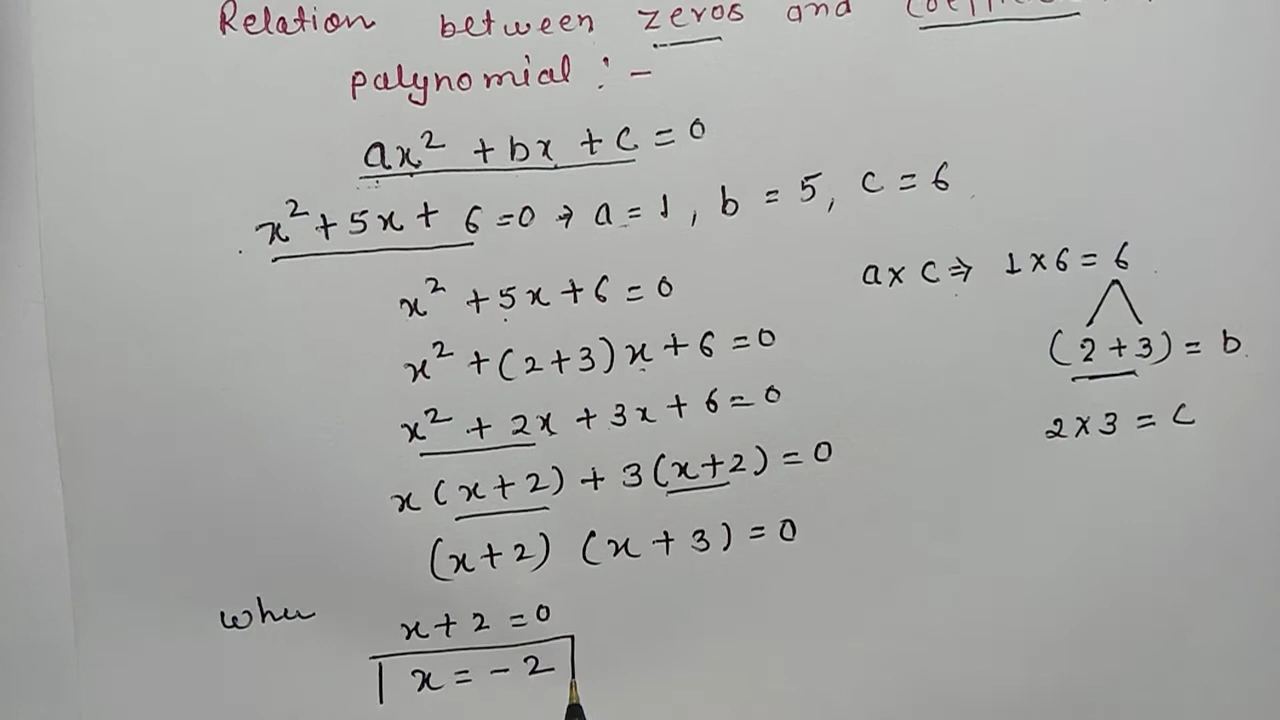 Relation between zeros and
palynomial : -
ax² + bx + c = 0
x² + 5x + 6 = 0 → a = 1, b = 5, c = 6
x² + 5x + 6 = 0
a x c ⇒ 1 x 6 = 6
x² + (2+3) x + 6 = 0
(2 + 3) = b
x² + 2x + 3x + 6 = 0
2 x 3 = c
x (x+2) + 3 (x+2) = 0
(x+2) (x + 3) = 0
x + 2 = 0
x = - 2